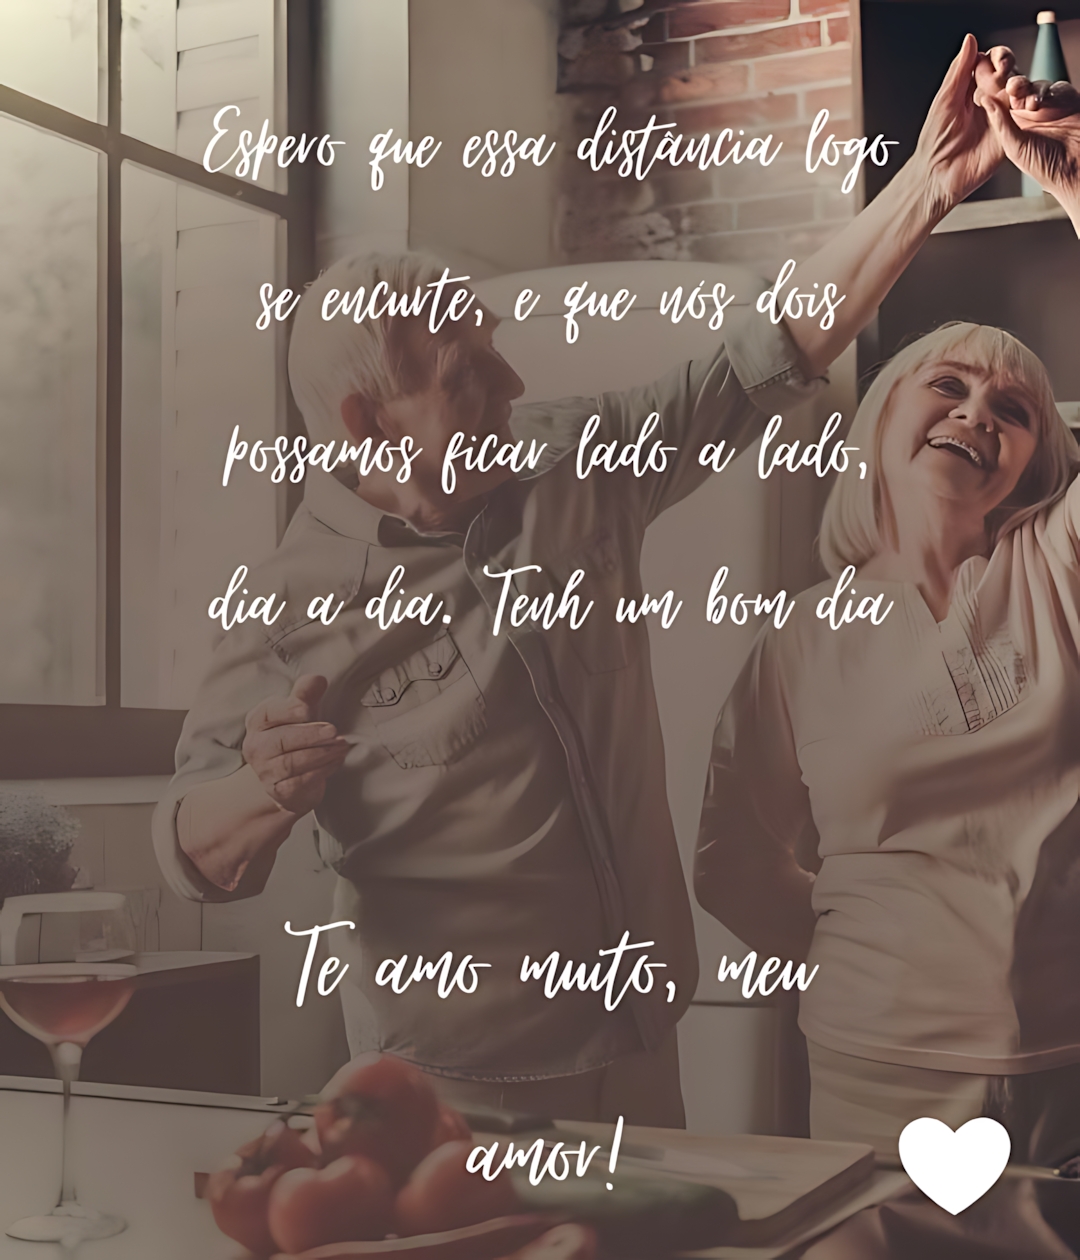 Espero que essa distância logo
se encurte, e que nós dois
possamos ficar lado a lado,
dia a dia. Tenh um bom dia
Te amo muito, meu
amor!